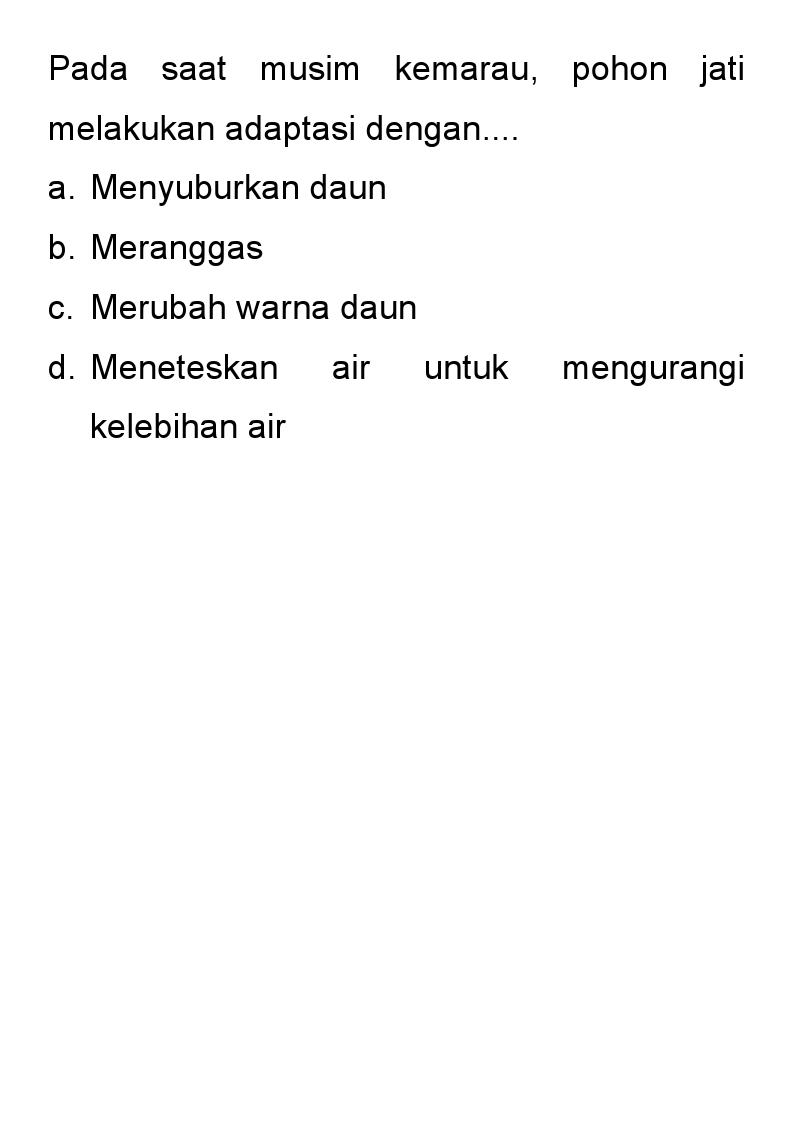 Pada saat musim kemarau, pohon jati
melakukan adaptasi dengan....
a. Menyuburkan daun
b. Meranggas
c. Merubah warna daun
d. Meneteskan air untuk mengurangi
kelebihan air